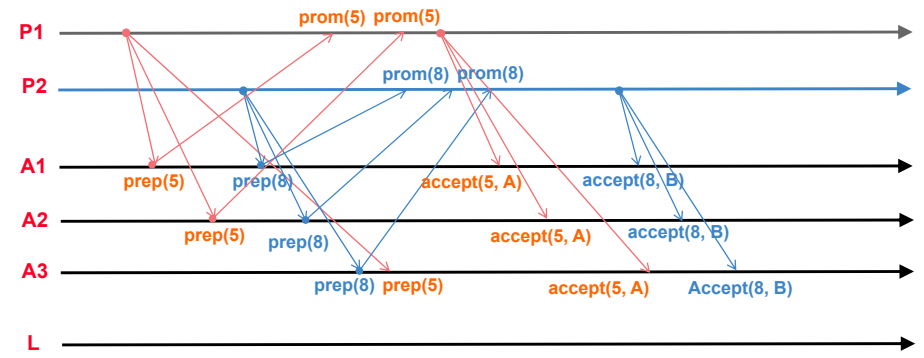 prom(5) prom(5)
P1
prom(8) prom(8)
P2
A1
prep(5) prep(8) accept(5, A) accept(8, B)
A2
prep(5) prep(8) accept(5, A) accept(8, B)
A3
prep(8) prep(5) accept(5, A) Accept(8, B)
L